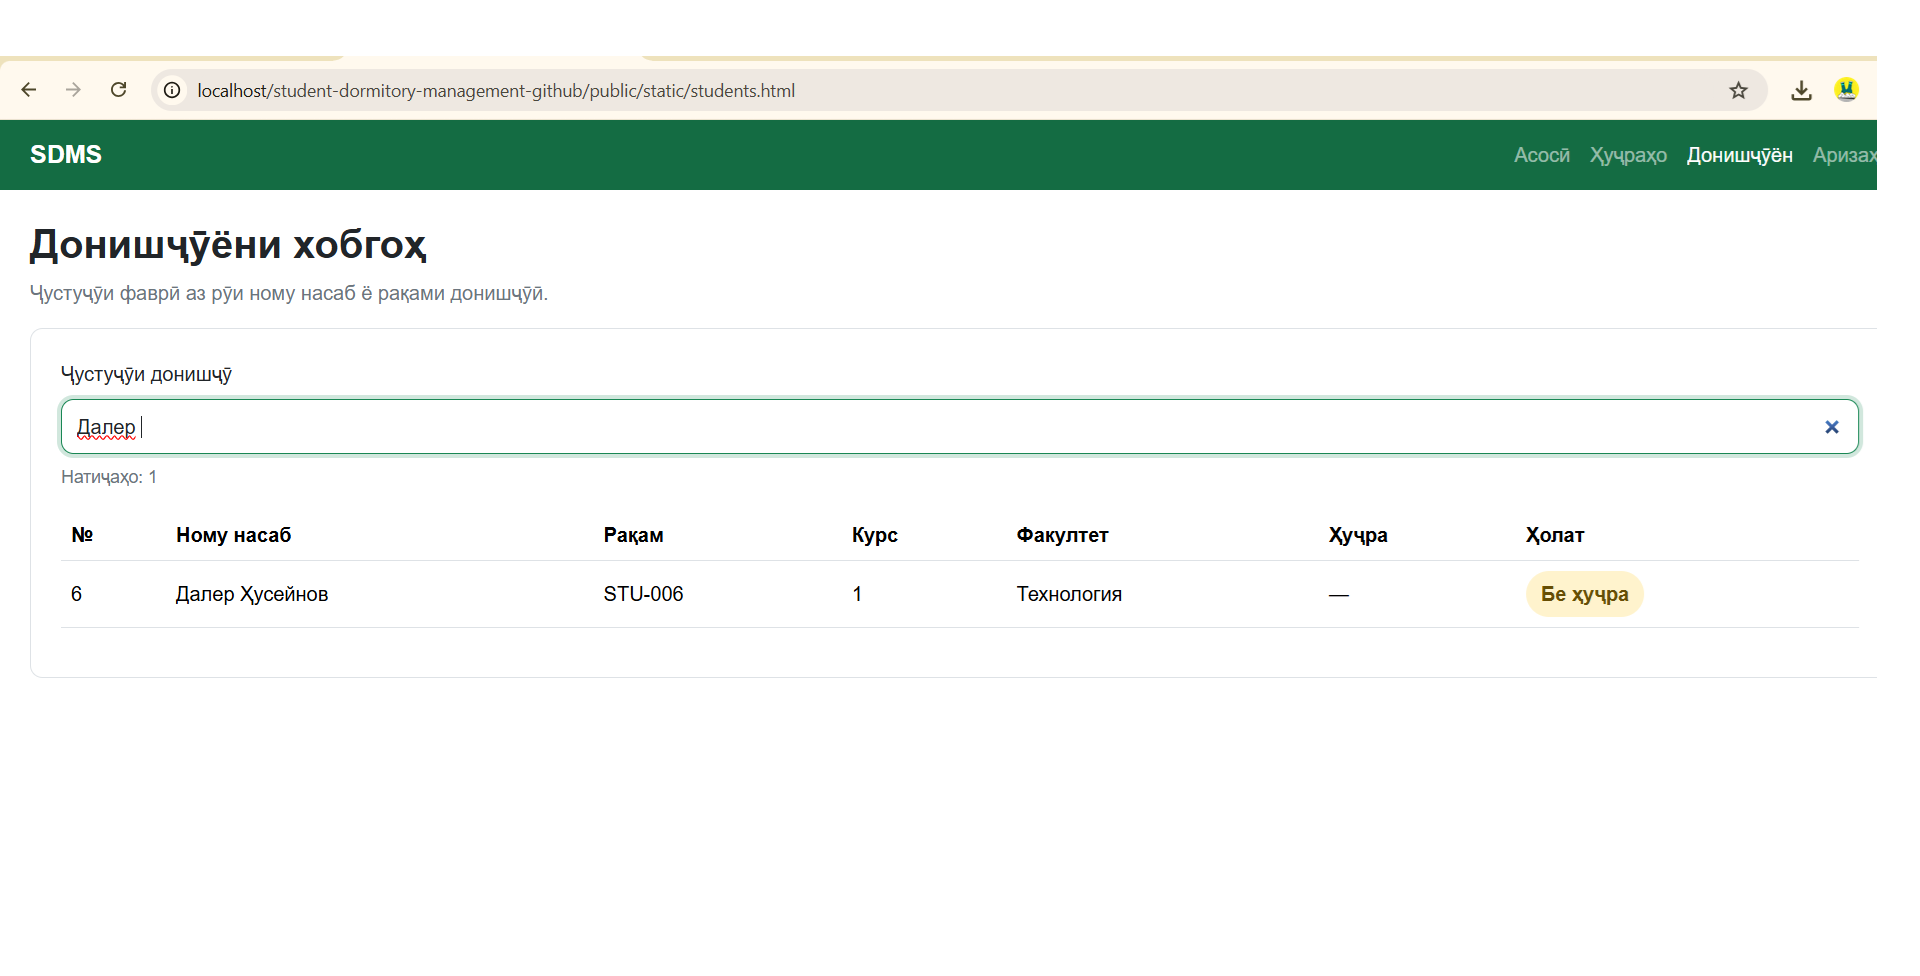 localhost/student-dormitory-management-github/public/static/students.html
SDMS
Асосӣ Ҳуҷраҳо Донишҷӯён Аризаҳ
Донишҷӯёни хобгоҳ
Ҷустуҷӯи фаврӣ аз рӯи ному насаб ё рақами донишҷӯӣ.
Ҷустуҷӯи донишҷӯ
Далер
Натиҷаҳо: 1
№ Ному насаб Рақам Курс Факултет Ҳуҷра Ҳолат
6 Далер Ҳусейнов STU-006 1 Технология — Бе ҳуҷра